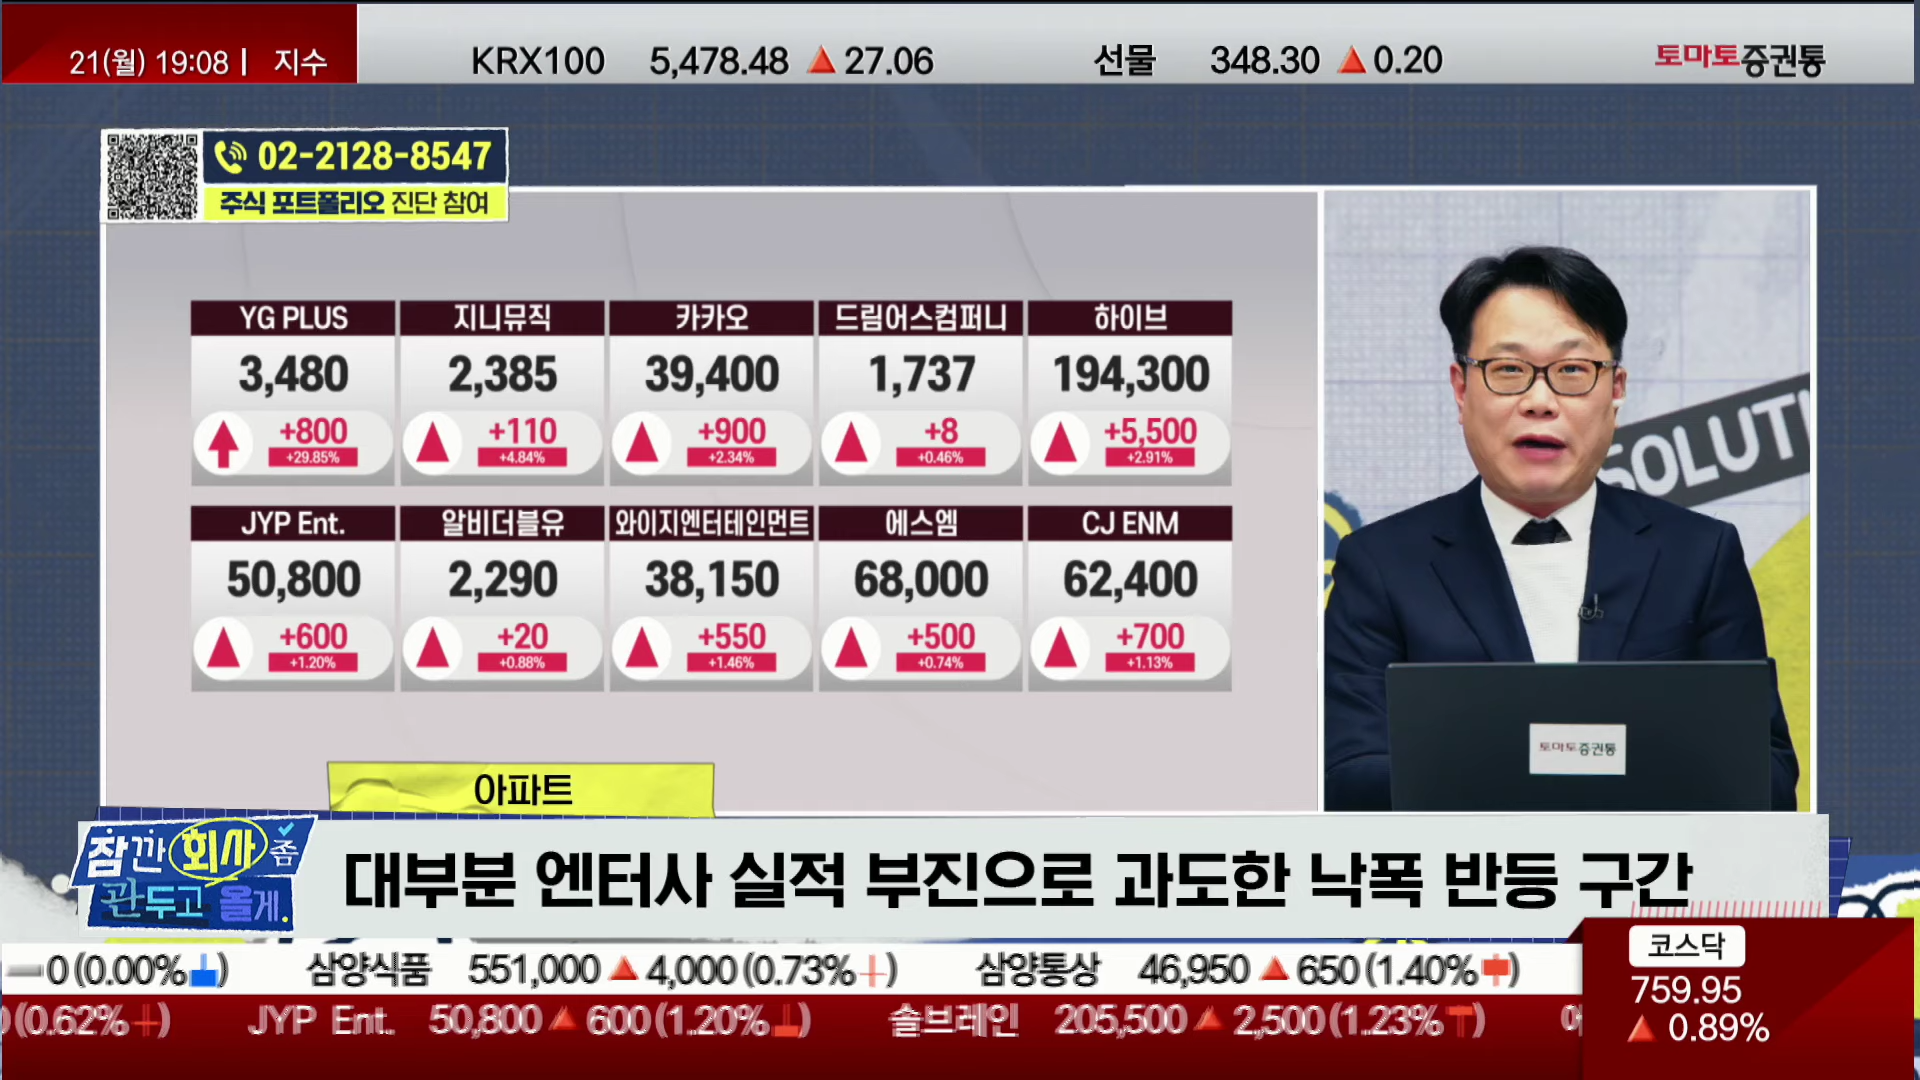 21(월) 19:08 | 지수 KRX100 5,478.48 ▲ 27.06 선물 348.30 ▲ 0.20 토마토증권통
02-2128-8547
주식 포트폴리오 진단 참여
YG PLUS 지니뮤직 카카오 드림어스컴퍼니 하이브
3,480 2,385 39,400 1,737 194,300
+800 +110 +900 +8 +5,500
+29.85% +4.84% +2.34% +0.46% +2.91%
JYP Ent. 알비더블유 와이지엔터테인먼트 에스엠 CJ ENM
50,800 2,290 38,150 68,000 62,400
+600 +20 +550 +500 +700
+1.20% +0.88% +1.46% +0.74% +1.13%
SOLUTI
토마토증권통
아파트
잠깐 회사 좀
관두고 올게.
대부분 엔터사 실적 부진으로 과도한 낙폭 반등 구간
0(0.00%) 삼양식품 551,000 ▲ 4,000(0.73%) 삼양통상 46,950 ▲ 650(1.40%)
(0.62%) JYP Ent. 50,800 ▲ 600(1.20%) 솔브레인 205,500 ▲ 2,500(1.23%)
코스닥
759.95
▲ 0.89%